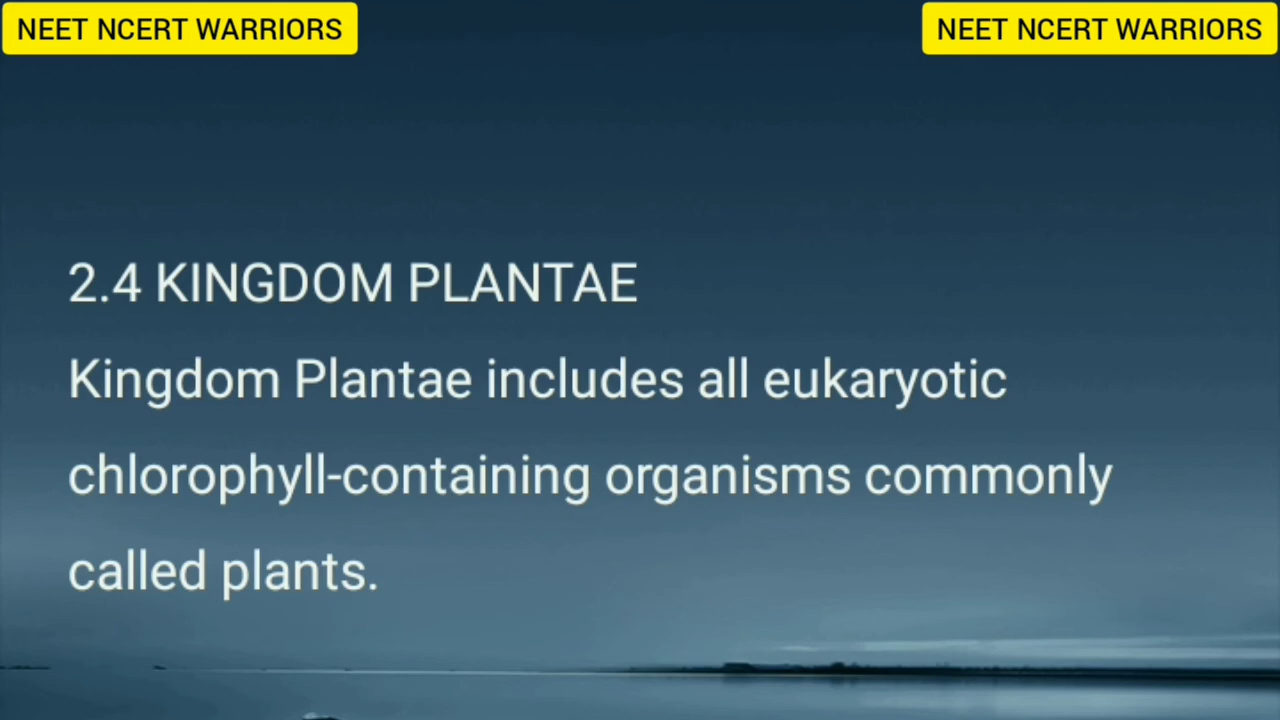 NEET NCERT WARRIORS
NEET NCERT WARRIORS
2.4 KINGDOM PLANTAE
Kingdom Plantae includes all eukaryotic
chlorophyll-containing organisms commonly
called plants.